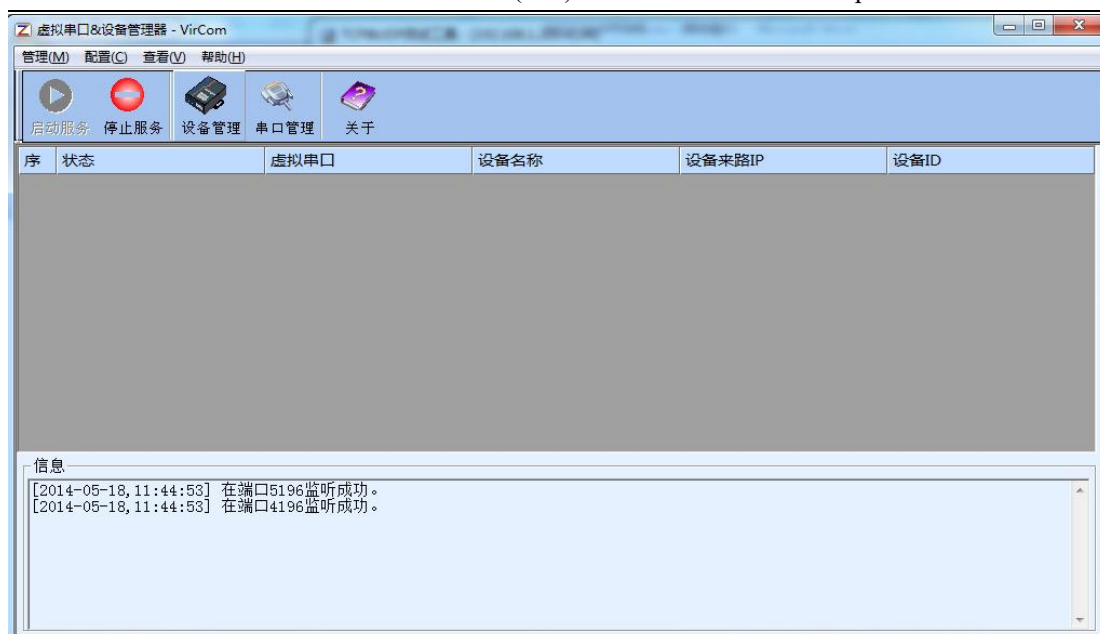 虚拟串口&设备管理器 - VirCom
管理(M) 配置(C) 查看(V) 帮助(H)
启动服务 停止服务 设备管理 串口管理 关于
序 状态 虚拟串口 设备名称 设备来路IP 设备ID
信息
[2014-05-18,11:44:53] 在端口5196监听成功。
[2014-05-18,11:44:53] 在端口4196监听成功。